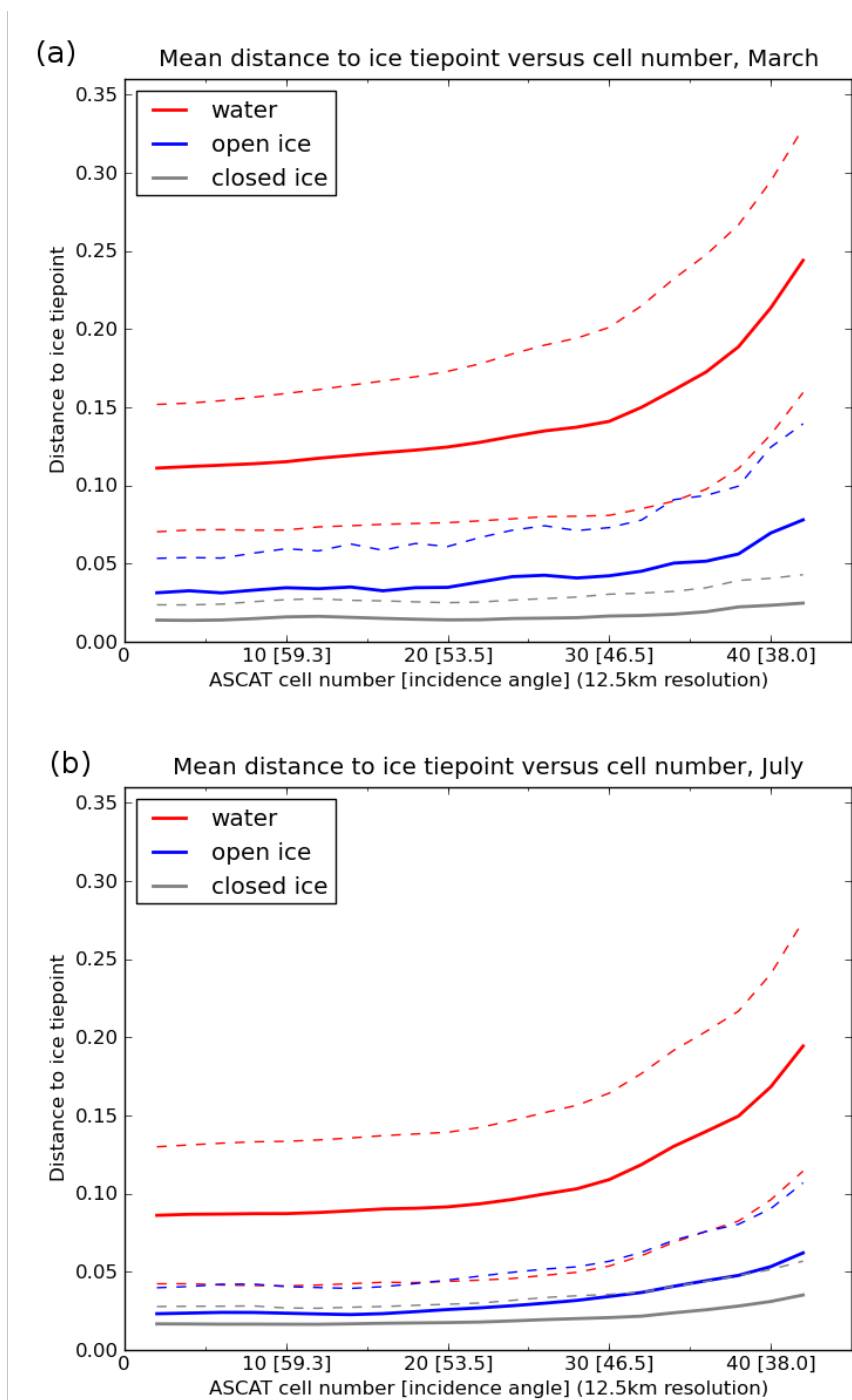 (a)
Mean distance to ice tiepoint versus cell number, March
0.35
0.30
0.25
0.20
0.15
0.10
0.05
0.00
Distance to ice tiepoint
water
open ice
closed ice
0 10 [59.3] 20 [53.5] 30 [46.5] 40 [38.0]
ASCAT cell number [incidence angle] (12.5km resolution)
(b)
Mean distance to ice tiepoint versus cell number, July
0.35
0.30
0.25
0.20
0.15
0.10
0.05
0.00
Distance to ice tiepoint
water
open ice
closed ice
0 10 [59.3] 20 [53.5] 30 [46.5] 40 [38.0]
ASCAT cell number [incidence angle] (12.5km resolution)